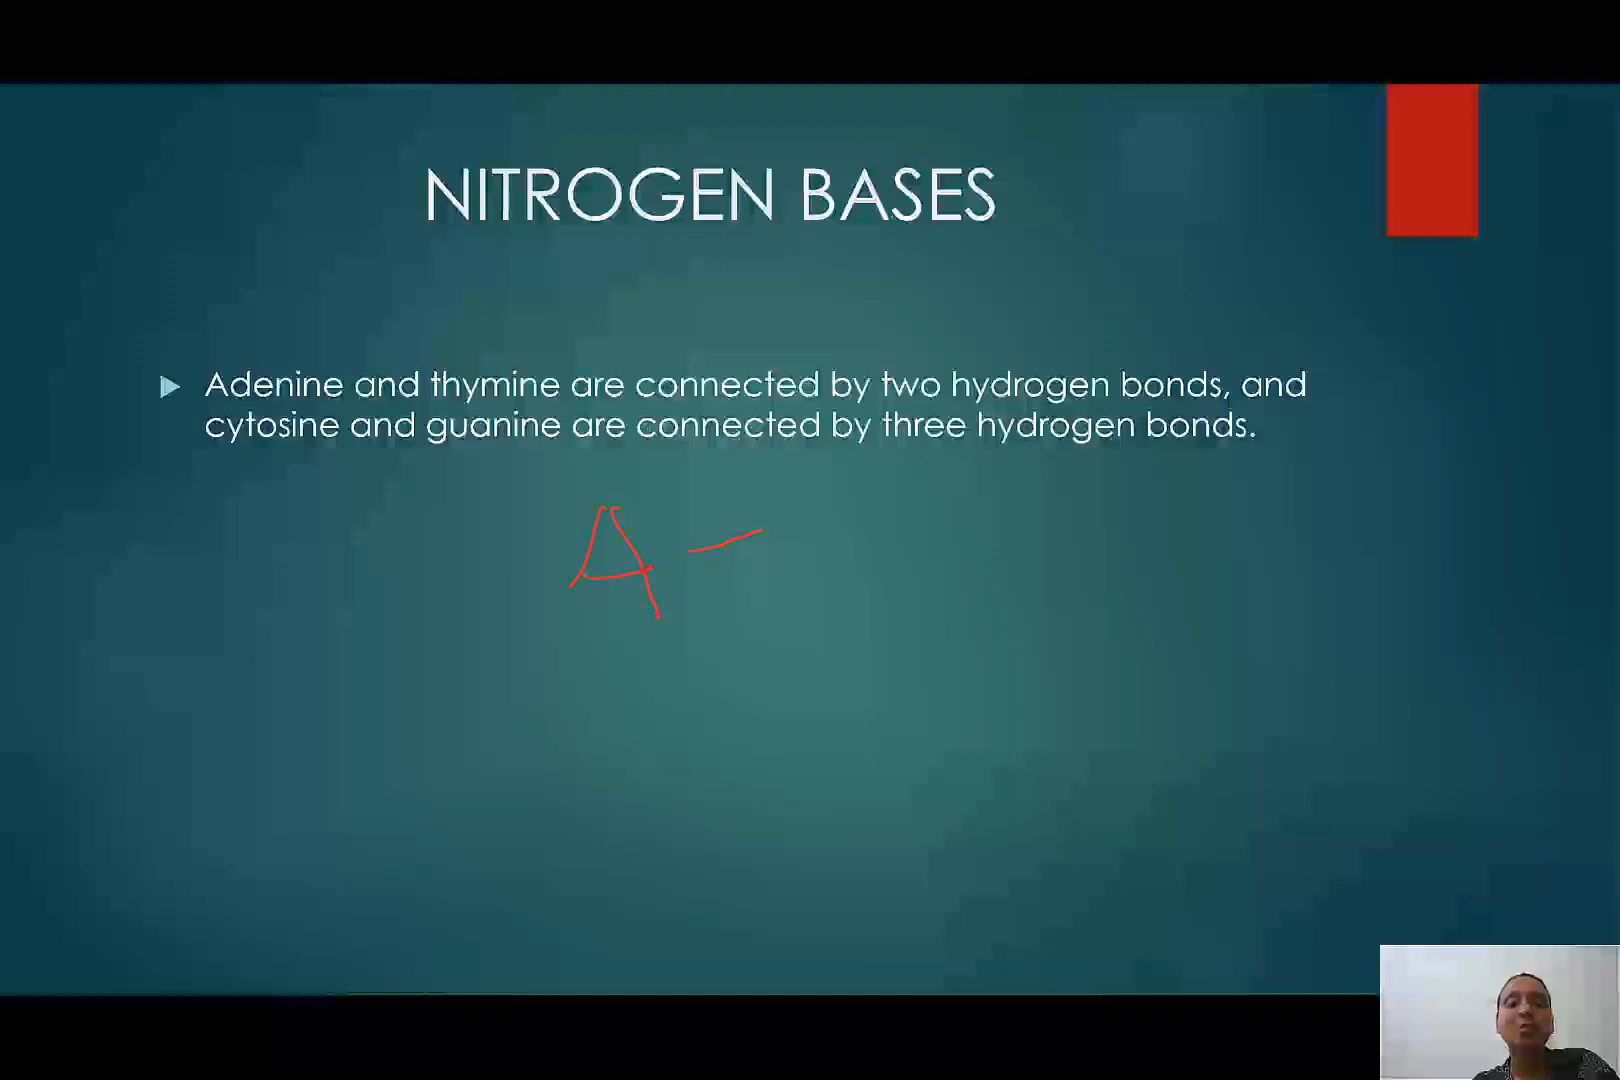 NITROGEN BASES
Adenine and thymine are connected by two hydrogen bonds, and
cytosine and guanine are connected by three hydrogen bonds.
A –